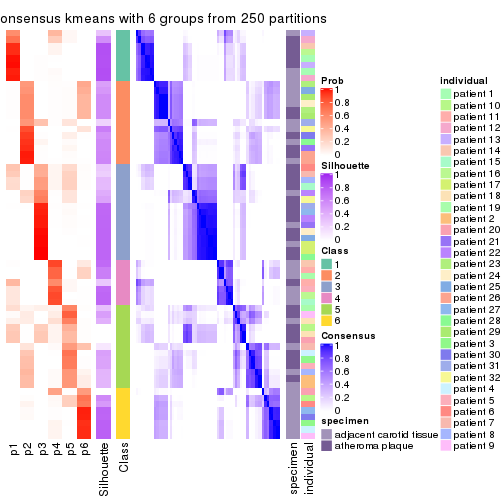 onsensus kmeans with 6 groups from 250 partitions
p1
p2
p3
p4
p5
p6
Silhouette
Class
specimen
individual
1
Prob
1
0.8
0.6
0.4
0.2
0
Silhouette
1
0.8
0.6
0.4
0.2
0
Class
1
2
3
4
5
6
Consensus
1
0.8
0.6
0.4
0.2
0
specimen
adjacent carotid tissue
atheroma plaque
individual
patient 1
patient 10
patient 11
patient 12
patient 13
patient 14
patient 15
patient 16
patient 17
patient 18
patient 19
patient 2
patient 20
patient 21
patient 22
patient 23
patient 24
patient 25
patient 26
patient 27
patient 28
patient 29
patient 3
patient 30
patient 31
patient 32
patient 4
patient 5
patient 6
patient 7
patient 8
patient 9